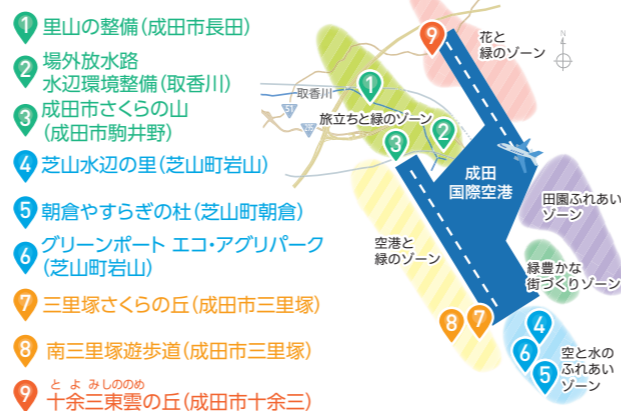 1 里山の整備(成田市長田)
2 場外放水路
水辺環境整備(取香川)
3 成田市さくらの山
(成田市駒井野)
4 芝山水辺の里(芝山町岩山)
5 朝倉やすらぎの杜(芝山町朝倉)
6 グリーンポート エコ・アグリパーク
(芝山町岩山)
7 三里塚さくらの丘(成田市三里塚)
8 南三里塚遊歩道(成田市三里塚)
とよみしののめ
9 十余三東雲の丘(成田市十余三)
9
花と
緑のゾーン
N
1
取香川
51
旅立ちと緑のゾーン
2
3
成田
国際空港
田園ふれあい
ゾーン
空港と
緑のゾーン
緑豊かな
街づくりゾーン
8
7
4
6
5
空と水の
ふれあい
ゾーン